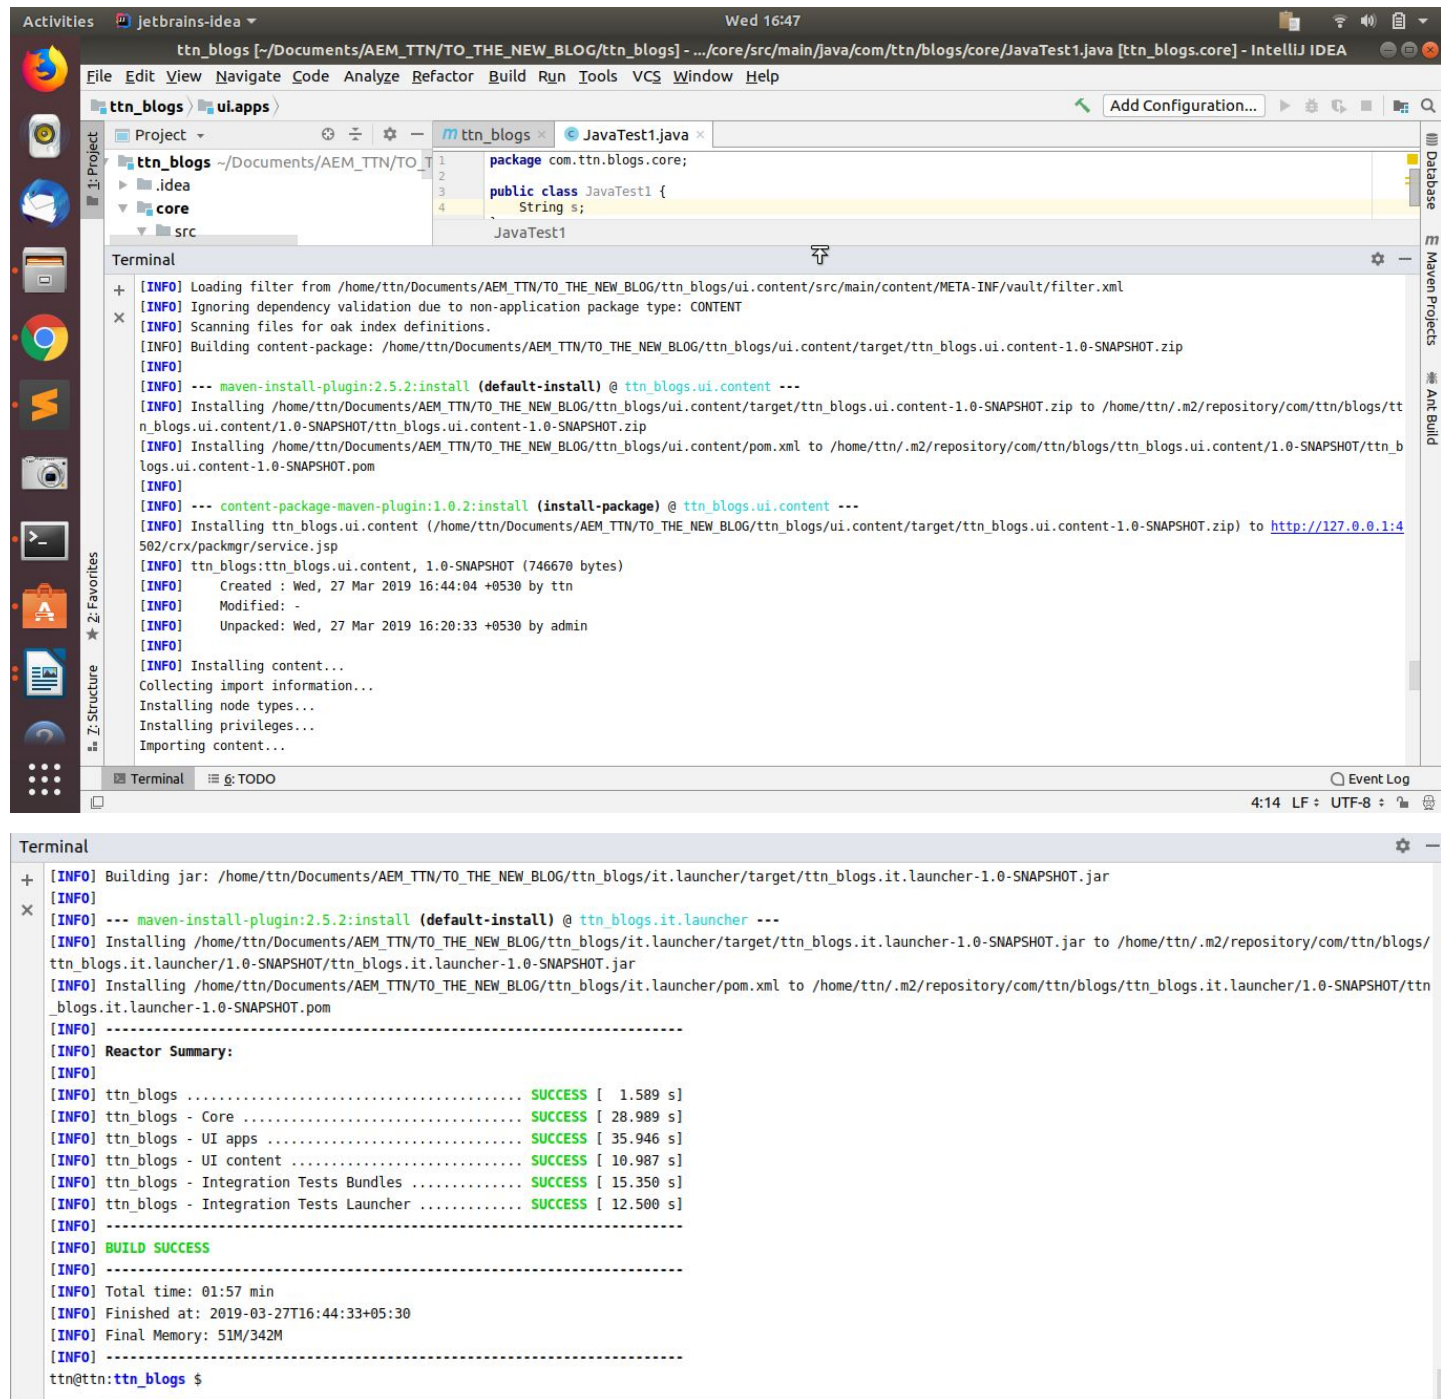 Activities jetbrains-idea Wed 16:47
ttn_blogs [~/Documents/AEM_TTN/TO_THE_NEW_BLOG/ttn_blogs] - .../core/src/main/java/com/ttn/blogs/core/JavaTest1.java [ttn_blogs.core] - IntelliJ IDEA
File Edit View Navigate Code Analyze Refactor Build Run Tools VCS Window Help
ttn_blogs ui.apps Add Configuration...
Project m ttn_blogs C JavaTest1.java
1: Project
ttn_blogs ~/Documents/AEM_TTN/TO_T
.idea
core
src
1 package com.ttn.blogs.core;
2
3 public class JavaTest1 {
4 String s;
JavaTest1
Database
m Maven Projects
Ant Build
Terminal
[INFO] Loading filter from /home/ttn/Documents/AEM_TTN/TO_THE_NEW_BLOG/ttn_blogs/ui.content/src/main/content/META-INF/vault/filter.xml
[INFO] Ignoring dependency validation due to non-application package type: CONTENT
[INFO] Scanning files for oak index definitions.
[INFO] Building content-package: /home/ttn/Documents/AEM_TTN/TO_THE_NEW_BLOG/ttn_blogs/ui.content/target/ttn_blogs.ui.content-1.0-SNAPSHOT.zip
[INFO]
[INFO] --- maven-install-plugin:2.5.2:install (default-install) @ ttn_blogs.ui.content ---
[INFO] Installing /home/ttn/Documents/AEM_TTN/TO_THE_NEW_BLOG/ttn_blogs/ui.content/target/ttn_blogs.ui.content-1.0-SNAPSHOT.zip to /home/ttn/.m2/repository/com/ttn/blogs/tt
n_blogs.ui.content/1.0-SNAPSHOT/ttn_blogs.ui.content-1.0-SNAPSHOT.zip
[INFO] Installing /home/ttn/Documents/AEM_TTN/TO_THE_NEW_BLOG/ttn_blogs/ui.content/pom.xml to /home/ttn/.m2/repository/com/ttn/blogs/ttn_blogs.ui.content/1.0-SNAPSHOT/ttn_b
logs.ui.content-1.0-SNAPSHOT.pom
[INFO]
[INFO] --- content-package-maven-plugin:1.0.2:install (install-package) @ ttn_blogs.ui.content ---
[INFO] Installing ttn_blogs.ui.content (/home/ttn/Documents/AEM_TTN/TO_THE_NEW_BLOG/ttn_blogs/ui.content/target/ttn_blogs.ui.content-1.0-SNAPSHOT.zip) to http://127.0.0.1:4
502/crx/packmgr/service.jsp
[INFO] ttn_blogs:ttn_blogs.ui.content, 1.0-SNAPSHOT (746670 bytes)
[INFO] Created : Wed, 27 Mar 2019 16:44:04 +0530 by ttn
[INFO] Modified: -
[INFO] Unpacked: Wed, 27 Mar 2019 16:20:33 +0530 by admin
[INFO]
[INFO] Installing content...
Collecting import information...
Installing node types...
Installing privileges...
Importing content...
2: Favorites
7: Structure
Terminal 6: TODO Event Log
4:14 LF UTF-8
Terminal
[INFO] Building jar: /home/ttn/Documents/AEM_TTN/TO_THE_NEW_BLOG/ttn_blogs/it.launcher/target/ttn_blogs.it.launcher-1.0-SNAPSHOT.jar
[INFO]
[INFO] --- maven-install-plugin:2.5.2:install (default-install) @ ttn_blogs.it.launcher ---
[INFO] Installing /home/ttn/Documents/AEM_TTN/TO_THE_NEW_BLOG/ttn_blogs/it.launcher/target/ttn_blogs.it.launcher-1.0-SNAPSHOT.jar to /home/ttn/.m2/repository/com/ttn/blogs/
ttn_blogs.it.launcher/1.0-SNAPSHOT/ttn_blogs.it.launcher-1.0-SNAPSHOT.jar
[INFO] Installing /home/ttn/Documents/AEM_TTN/TO_THE_NEW_BLOG/ttn_blogs/it.launcher/pom.xml to /home/ttn/.m2/repository/com/ttn/blogs/ttn_blogs.it.launcher/1.0-SNAPSHOT/ttn
_blogs.it.launcher-1.0-SNAPSHOT.pom
[INFO] ------------------------------------------------------------------------
[INFO] Reactor Summary:
[INFO]
[INFO] ttn_blogs .......................................... SUCCESS [ 1.589 s]
[INFO] ttn_blogs - Core ................................... SUCCESS [ 28.989 s]
[INFO] ttn_blogs - UI apps ................................ SUCCESS [ 35.946 s]
[INFO] ttn_blogs - UI content ............................. SUCCESS [ 10.987 s]
[INFO] ttn_blogs - Integration Tests Bundles .............. SUCCESS [ 15.350 s]
[INFO] ttn_blogs - Integration Tests Launcher ............. SUCCESS [ 12.500 s]
[INFO] ------------------------------------------------------------------------
[INFO] BUILD SUCCESS
[INFO] ------------------------------------------------------------------------
[INFO] Total time: 01:57 min
[INFO] Finished at: 2019-03-27T16:44:33+05:30
[INFO] Final Memory: 51M/342M
[INFO] ------------------------------------------------------------------------
ttn@ttn:ttn_blogs $